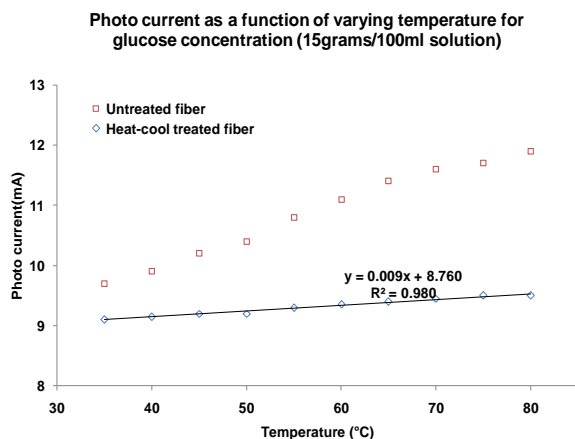 Photo current as a function of varying temperature for
glucose concentration (15grams/100ml solution)
13
Untreated fiber
Heat-cool treated fiber
12
11
10
9
8
Photo current(mA)
y = 0.009x + 8.760
R² = 0.980
30
40
50
60
70
80
Temperature (°C)